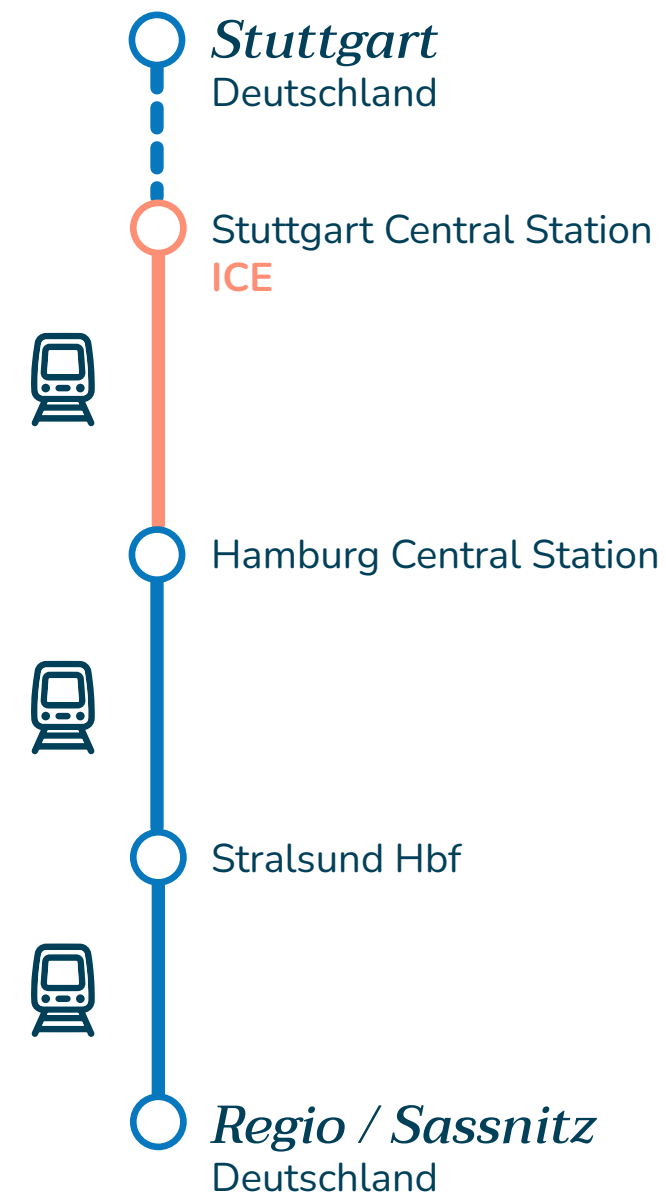 Stuttgart
Deutschland
Stuttgart Central Station
ICE
Hamburg Central Station
Stralsund Hbf
Regio / Sassnitz
Deutschland